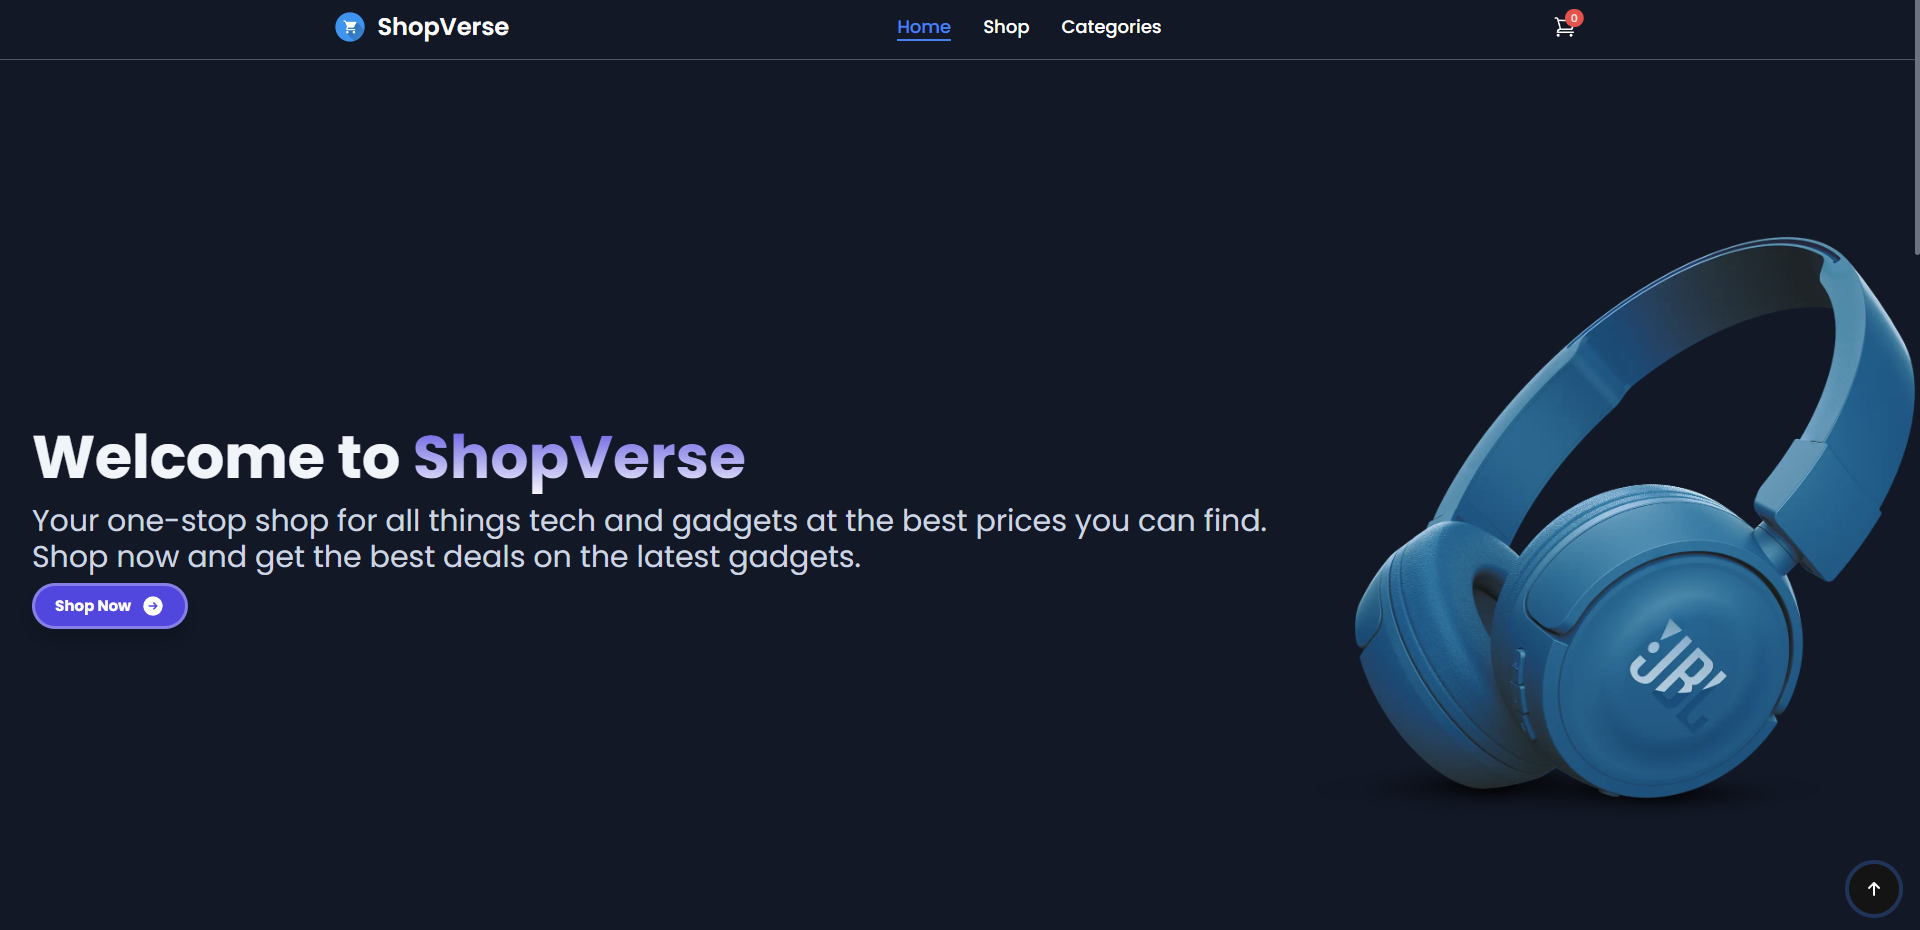 ShopVerse
Home
Shop
Categories
0
Welcome to ShopVerse
Your one-stop shop for all things tech and gadgets at the best prices you can find.
Shop now and get the best deals on the latest gadgets.
Shop Now
JBL